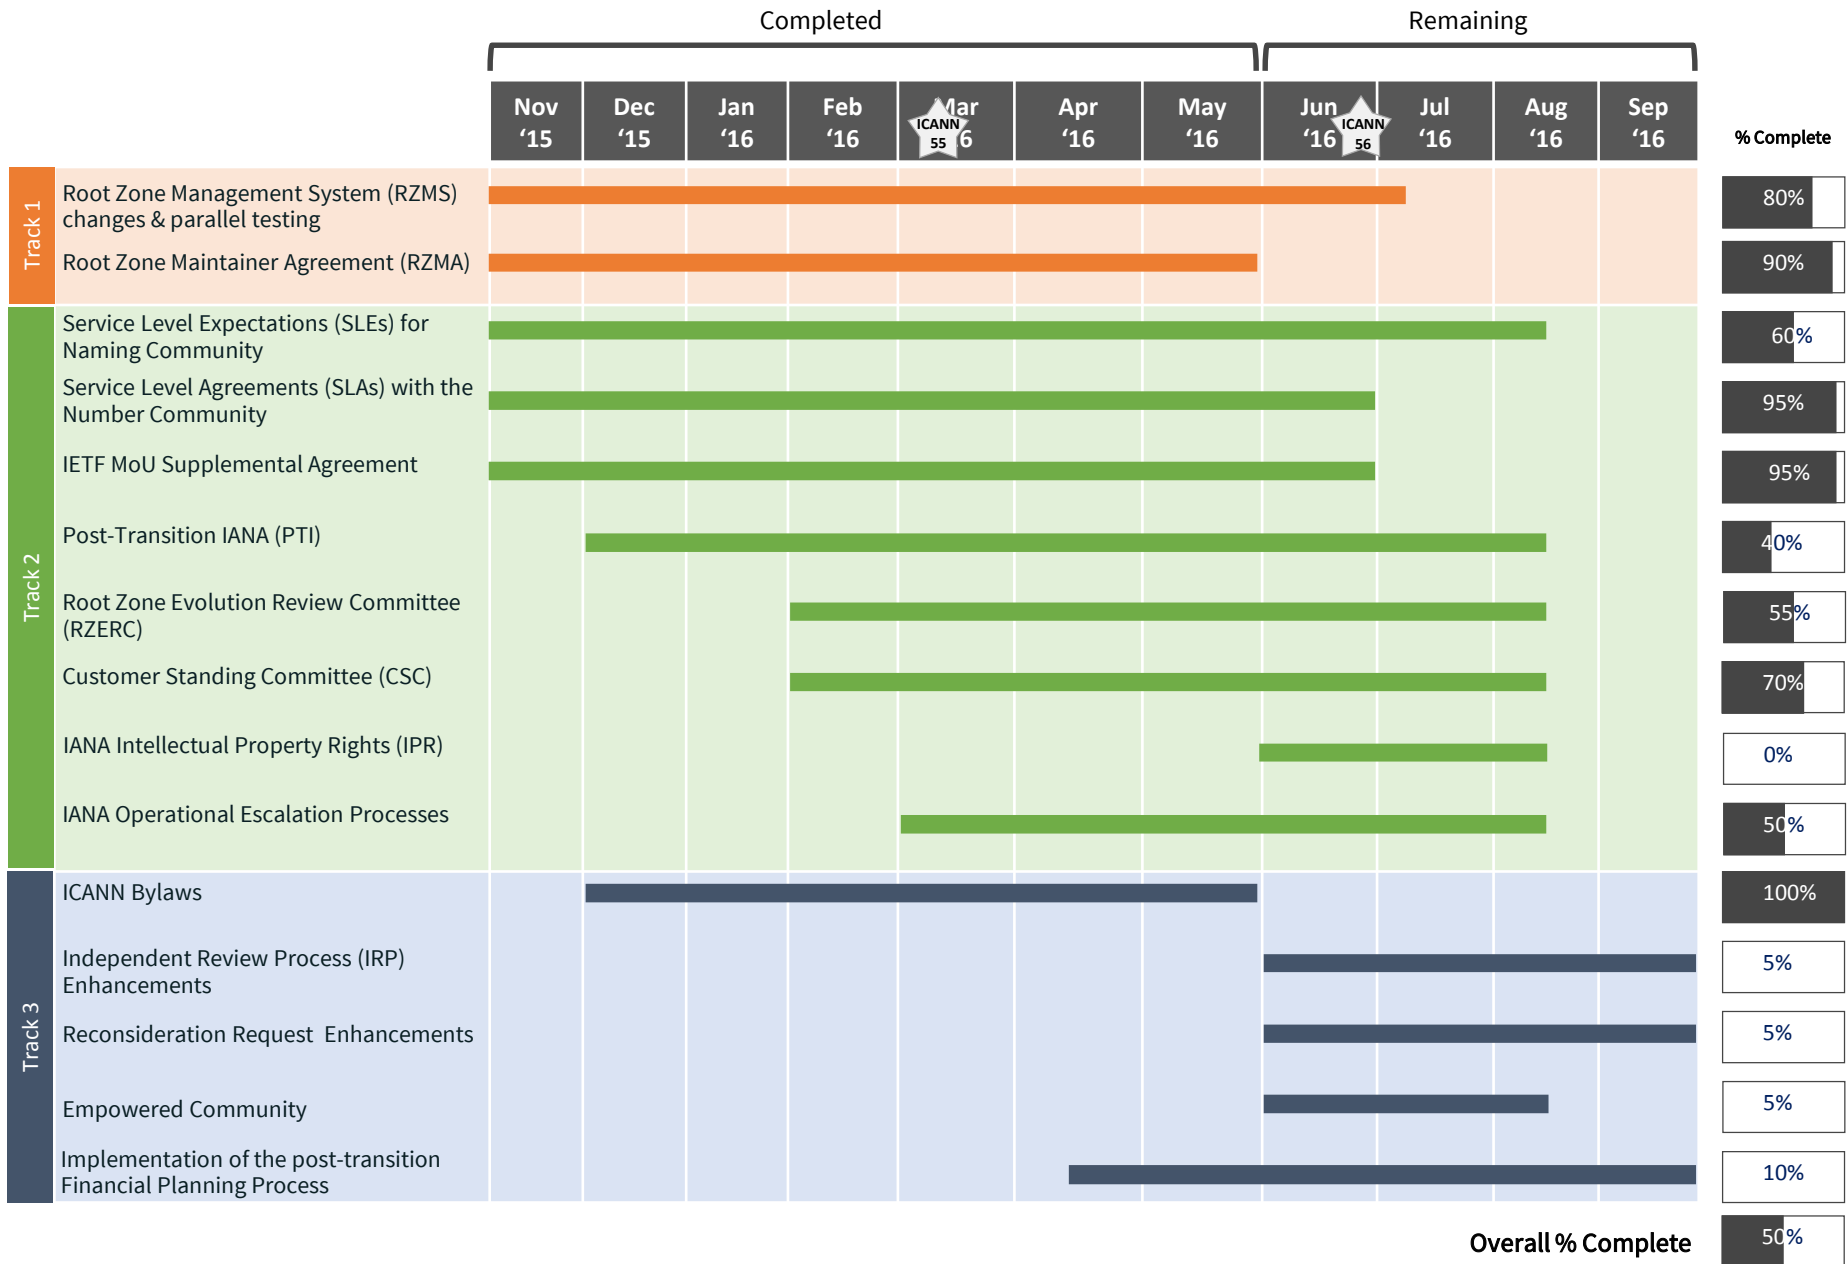 Completed Remaining
Nov Dec Jan Feb Mar Apr May Jun Jul Aug Sep
‘15 ‘15 ‘16 ‘16 6 ‘16 ‘16 ‘16 ‘16 ‘16 ‘16
ICANN
55
ICANN
56
% Complete
Track 1
Root Zone Management System (RZMS)
changes & parallel testing
80%
Root Zone Maintainer Agreement (RZMA)
90%
Track 2
Service Level Expectations (SLEs) for
Naming Community
60%
Service Level Agreements (SLAs) with the
Number Community
95%
IETF MoU Supplemental Agreement
95%
Post-Transition IANA (PTI)
40%
Root Zone Evolution Review Committee
(RZERC)
55%
Customer Standing Committee (CSC)
70%
IANA Intellectual Property Rights (IPR)
0%
IANA Operational Escalation Processes
50%
Track 3
ICANN Bylaws
100%
Independent Review Process (IRP)
Enhancements
5%
Reconsideration Request Enhancements
5%
Empowered Community
5%
Implementation of the post-transition
Financial Planning Process
10%
Overall % Complete
50%